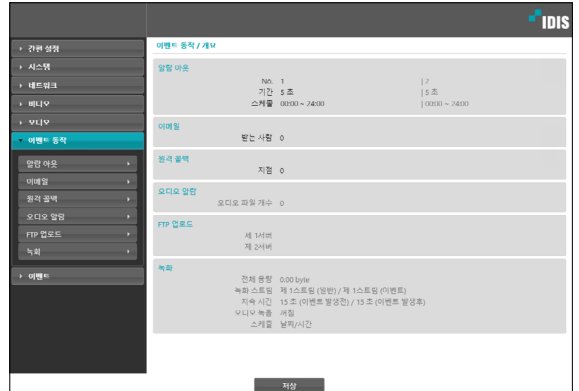 IDIS
간편 설정
시스템
네트워크
비디오
오디오
이벤트 동작
알람 아웃
이메일
원격 콜백
오디오 알람
FTP 업로드
녹화
이벤트
이벤트 동작 / 개요
알람 아웃
No. 1 | 2
기간 5 초 | 5 초
스케줄 00:00 ~ 24:00 | 00:00 ~ 24:00
이메일
받는 사람 0
원격 콜백
지점 0
오디오 알람
오디오 파일 개수 0
FTP 업로드
제 1서버
제 2서버
녹화
전체 용량 0.00 byte
녹화 스트림 제 1스트림 (일반) / 제 1스트림 (이벤트)
지속 시간 15 초 (이벤트 발생전) / 15 초 (이벤트 발생후)
오디오 녹음 꺼짐
스케줄 날짜/시간
저장